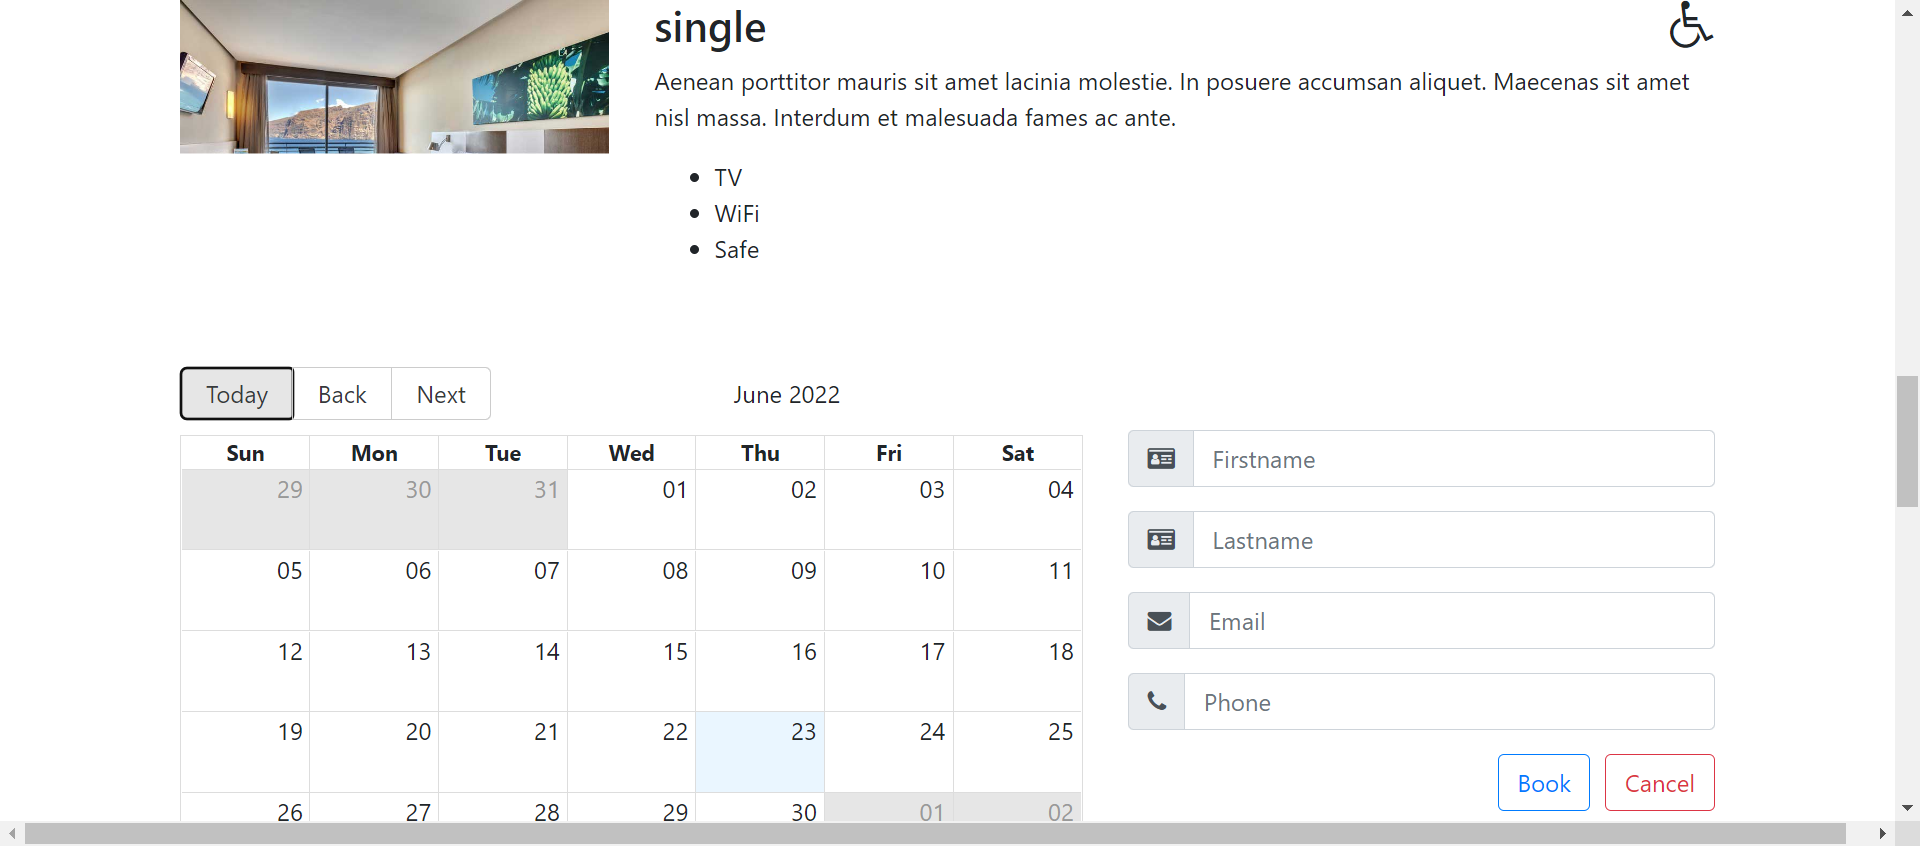 single
Aenean porttitor mauris sit amet lacinia molestie. In posuere accumsan aliquet. Maecenas sit amet
nisl massa. Interdum et malesuada fames ac ante.
TV
WiFi
Safe
Today Back Next June 2022
Sun Mon Tue Wed Thu Fri Sat
29 30 31 01 02 03 04
05 06 07 08 09 10 11
12 13 14 15 16 17 18
19 20 21 22 23 24 25
26 27 28 29 30 01 02
Firstname
Lastname
Email
Phone
Book Cancel